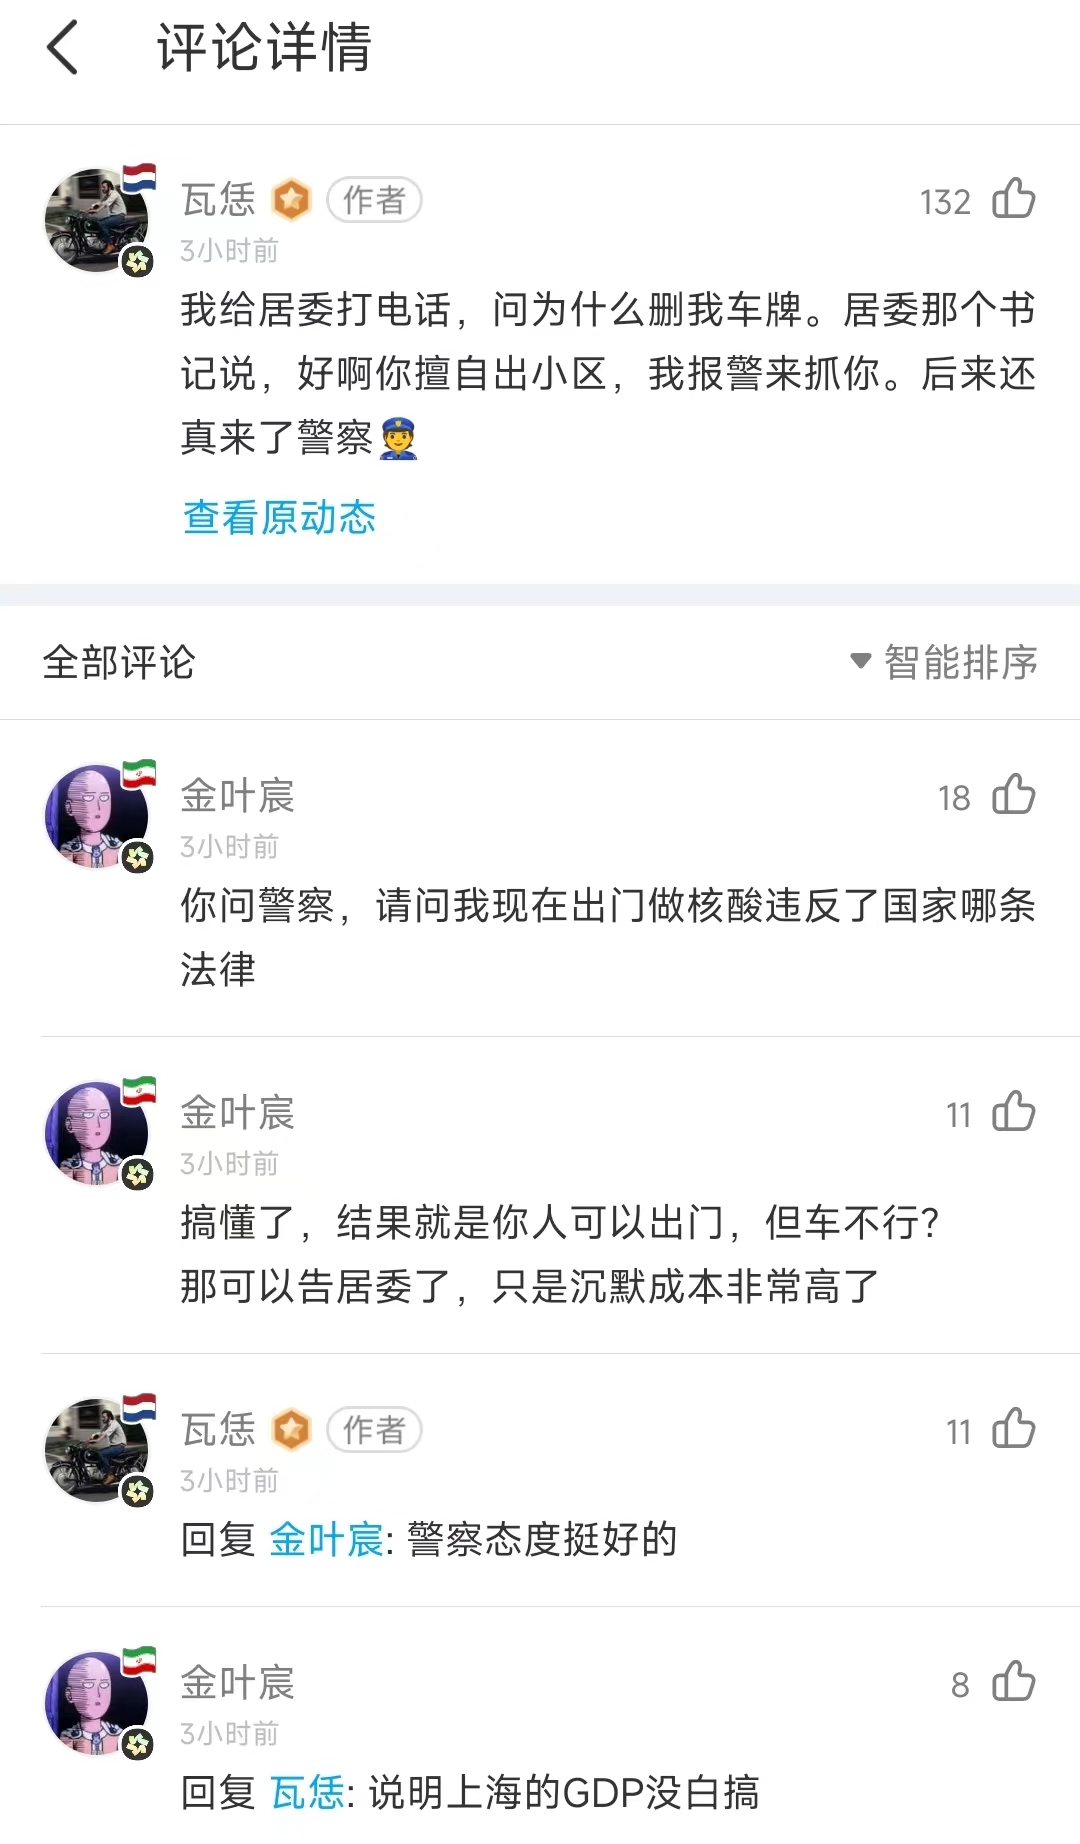 评论详情
瓦恁 作者 132
3小时前
我给居委打电话，问为什么删我车牌。居委那个书
记说，好啊你擅自出小区，我报警来抓你。后来还
真来了警察👮
查看原动态
全部评论 智能排序
金叶宸 18
3小时前
你问警察，请问我现在出门做核酸违反了国家哪条
法律
金叶宸 11
3小时前
搞懂了，结果就是你人可以出门，但车不行？
那可以告居委了，只是沉默成本非常高了
瓦恁 作者 11
3小时前
回复 金叶宸: 警察态度挺好的
金叶宸 8
3小时前
回复 瓦恁: 说明上海的GDP没白搞